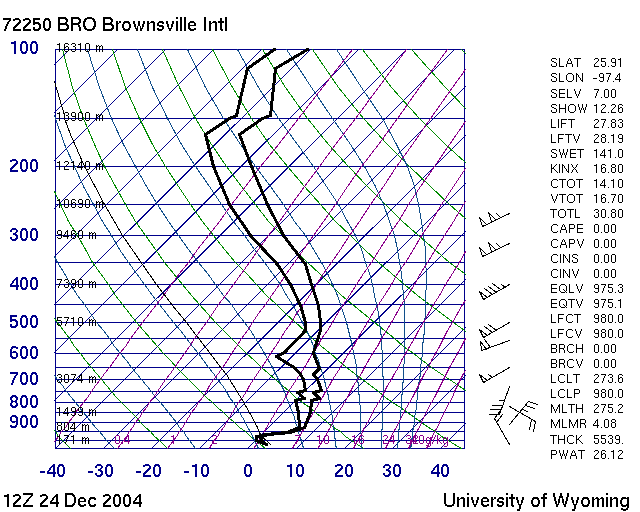 72250 BRO Brownsville Intl
100
16310 m
13900 m
200
12140 m
10690 m
300
9460 m
400
7390 m
500
5710 m
600
700
3074 m
800
1499 m
900
804 m
171 m
0.4
1
2
7
10
16
24
g/kg
-40 -30 -20 -10 0 10 20 30 40
SLAT 25.91
SLON -97.4
SELV 7.00
SHOW 12.26
LIFT 27.83
LFTV 28.19
SWET 141.0
KINX 16.80
CTOT 14.10
VTOT 16.70
TOTL 30.80
CAPE 0.00
CAPV 0.00
CINS 0.00
CINV 0.00
EQLV 975.3
EQTV 975.1
LFCT 980.0
LFCV 980.0
BRCH 0.00
BRCV 0.00
LCLT 273.6
LCLP 980.0
MLTH 275.2
MLMR 4.08
THCK 5539.
PWAT 26.12
12Z 24 Dec 2004
University of Wyoming